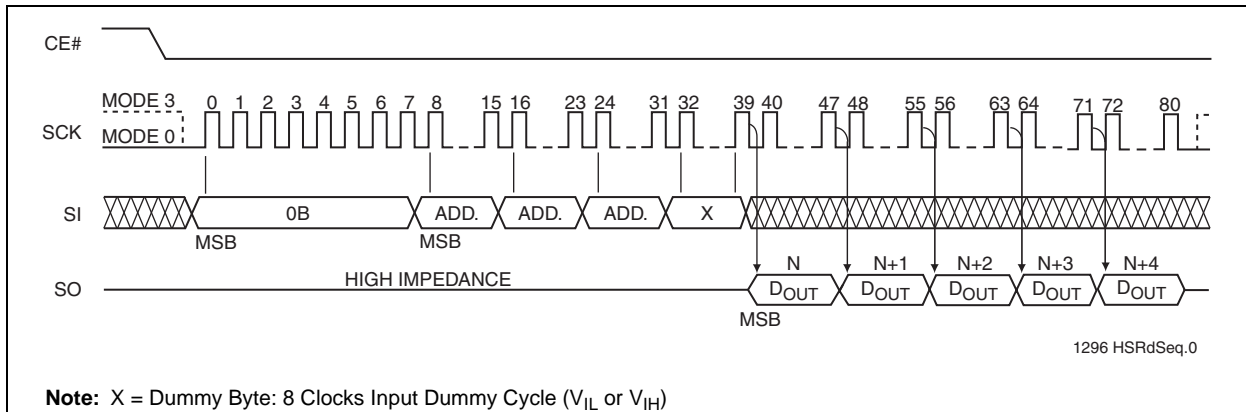 CE#
MODE 3 0 1 2 3 4 5 6 7 8 15 16 23 24 31 32 39 40 47 48 55 56 63 64 71 72 80
SCK MODE 0
SI 0B ADD. ADD. ADD. X
MSB MSB
HIGH IMPEDANCE N N+1 N+2 N+3 N+4
SO DOUT DOUT DOUT DOUT DOUT
MSB
1296 HSRdSeq.0
Note: X = Dummy Byte: 8 Clocks Input Dummy Cycle (VIL or VIH)